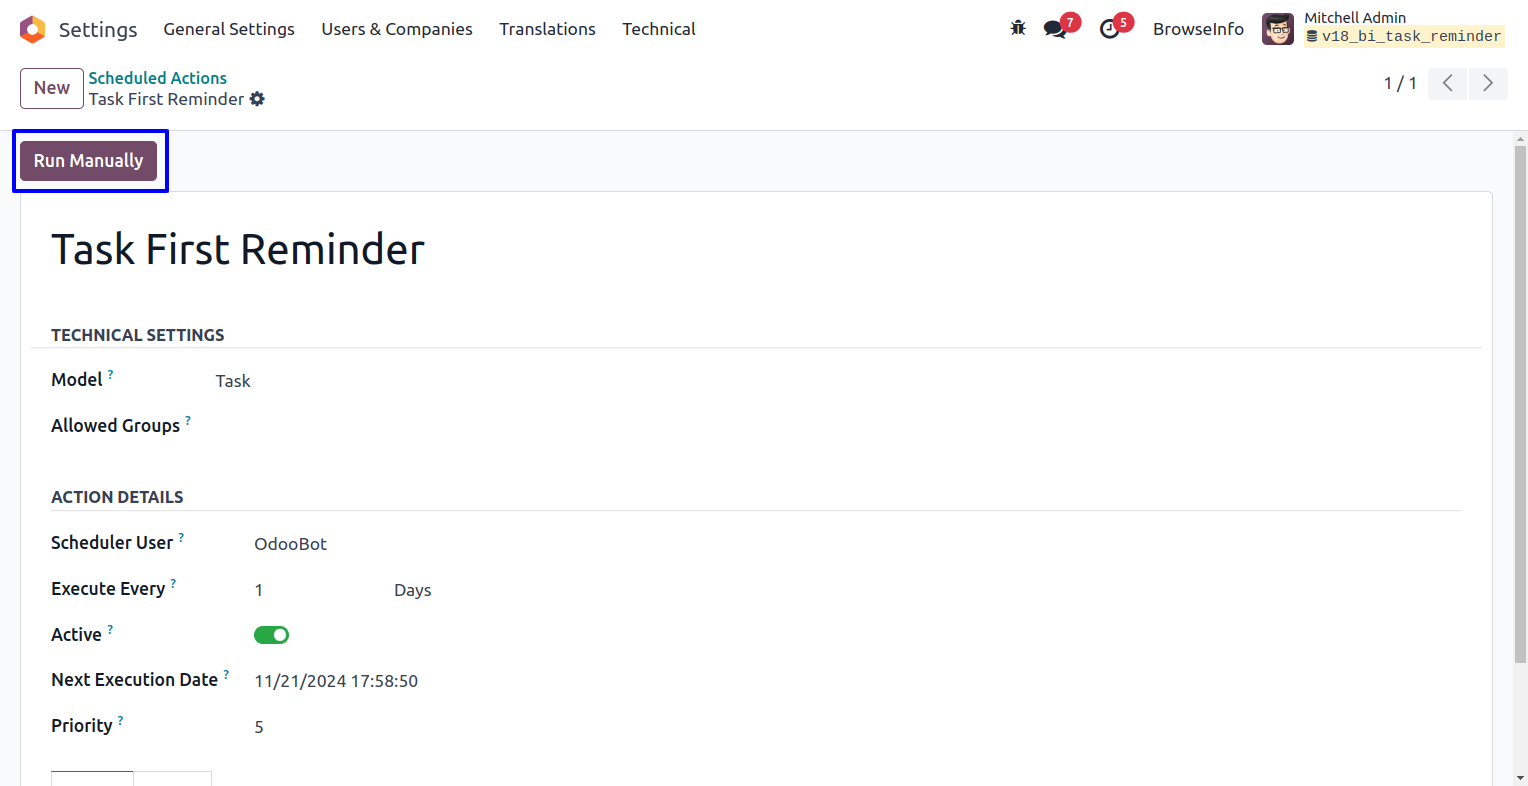 Settings General Settings Users & Companies Translations Technical 7 5 BrowseInfo Mitchell Admin
v18_bi_task_reminder
New Scheduled Actions
Task First Reminder 1 / 1
Run Manually
Task First Reminder
TECHNICAL SETTINGS
Model ? Task
Allowed Groups ?
ACTION DETAILS
Scheduler User ? OdooBot
Execute Every ? 1 Days
Active ?
Next Execution Date ? 11/21/2024 17:58:50
Priority ? 5